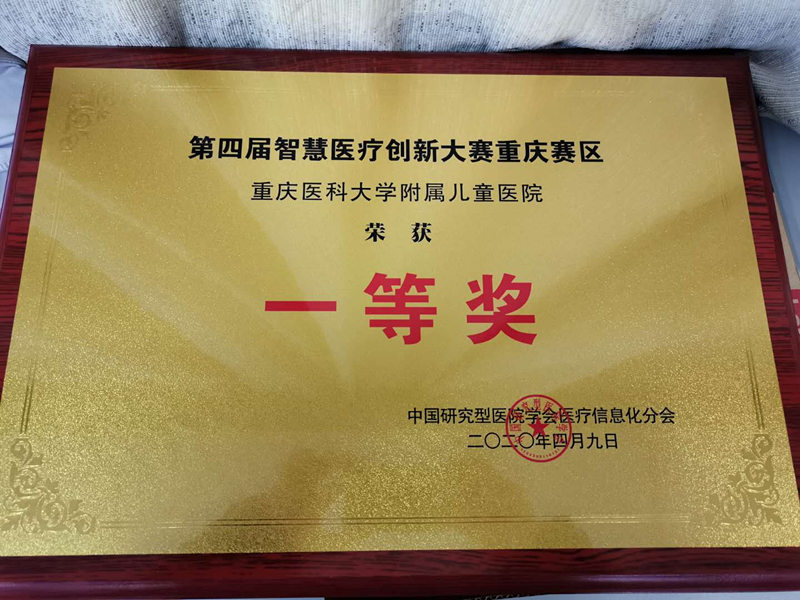 第四届智慧医疗创新大赛重庆赛区
重庆医科大学附属儿童医院
荣 获
一等奖
中国研究型医院学会医疗信息化分会
二〇二〇年四月九日